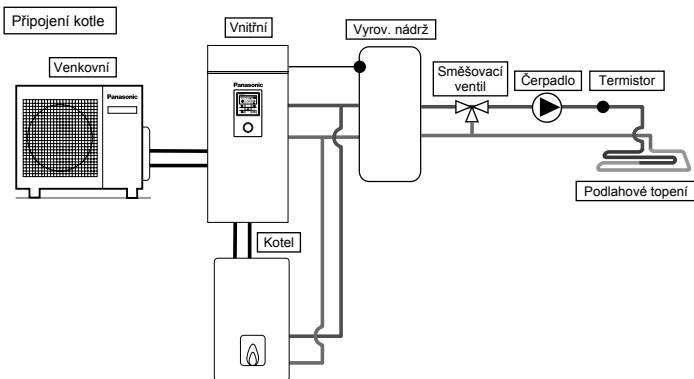 Připojení kotle
Vnitřní
Vyrov. nádrž
Venkovní
Směšovací
ventil
Čerpadlo
Termistor
Panasonic
Panasonic
Podlahové topení
Kotel